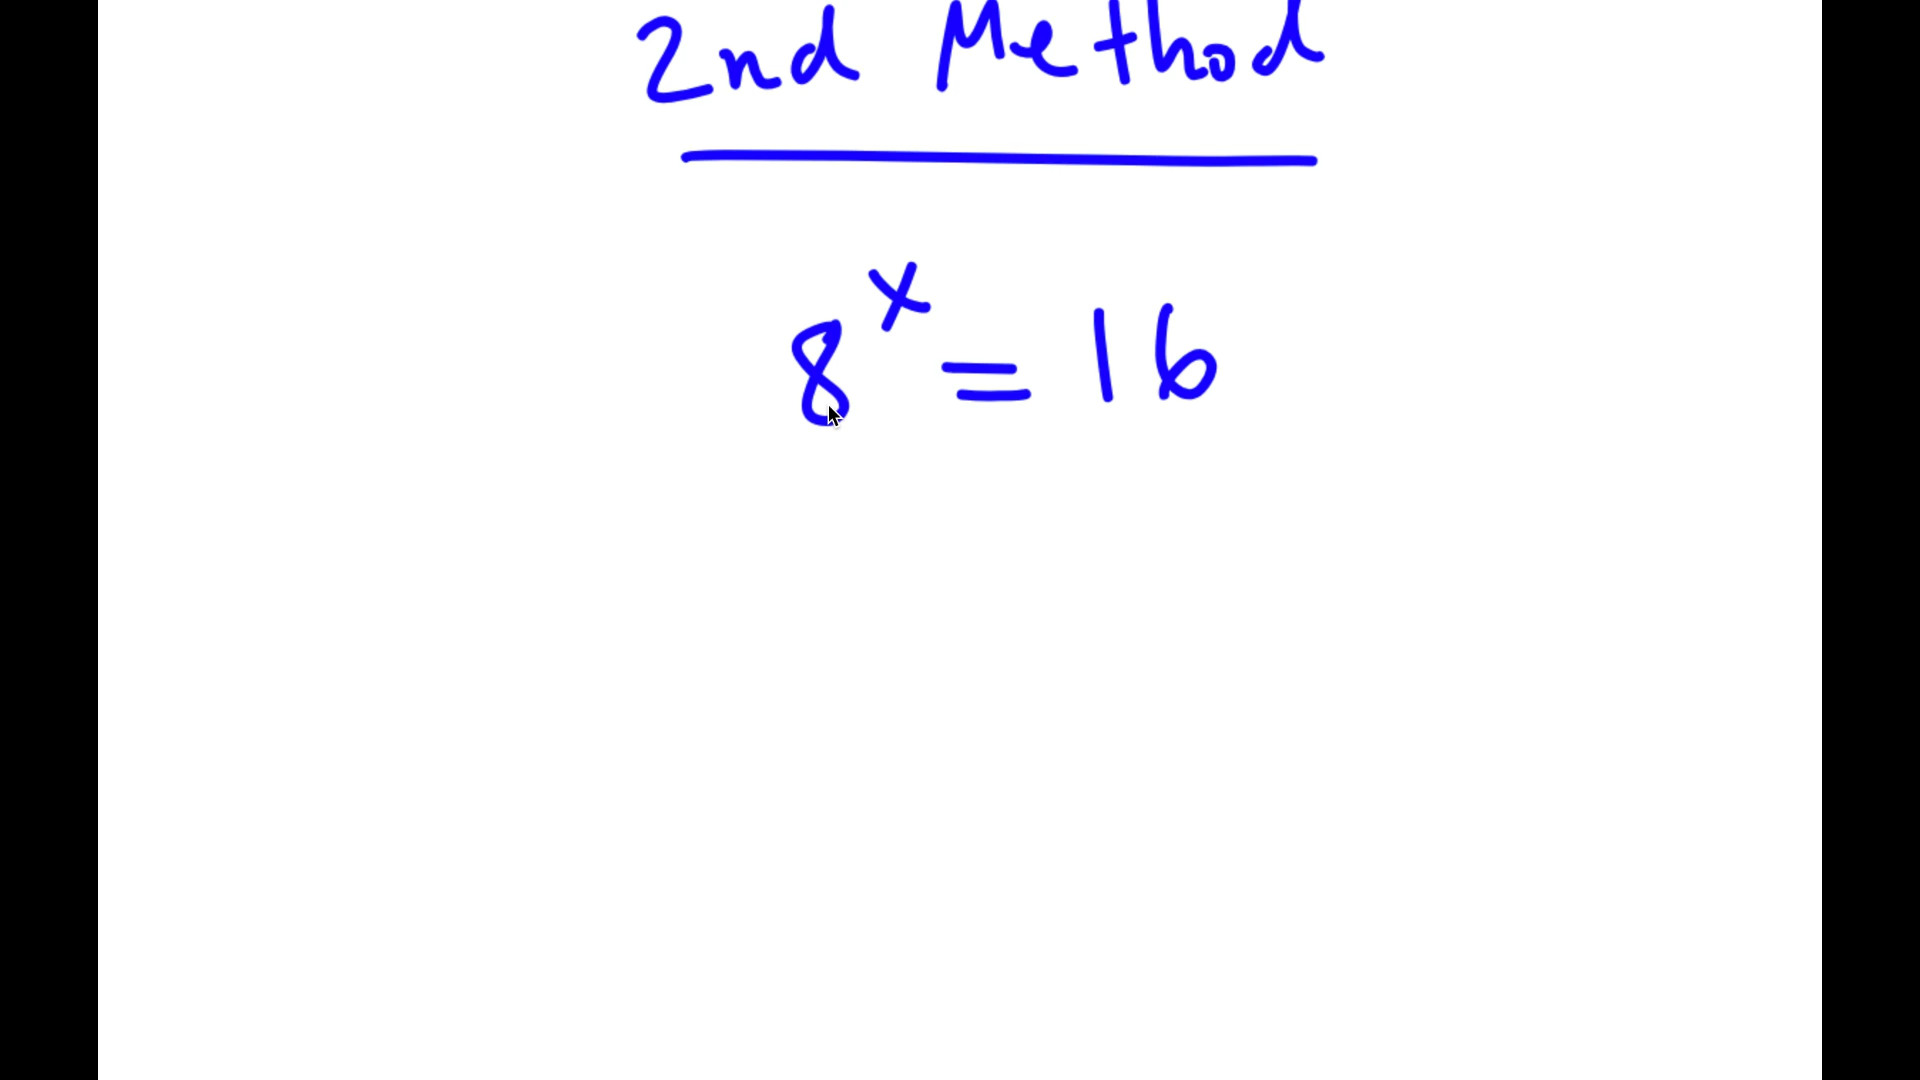 2nd Method
8^x = 16